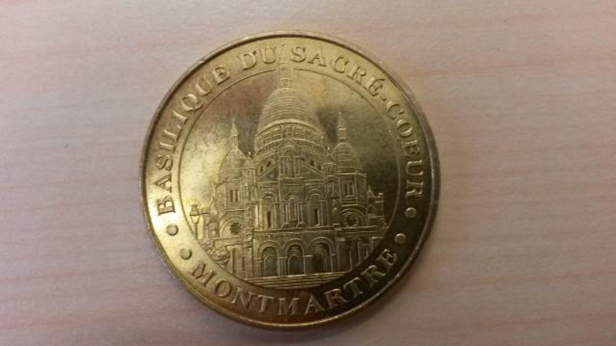 BASILIQUE DU SACRÉ-COEUR
MONTMARTRE